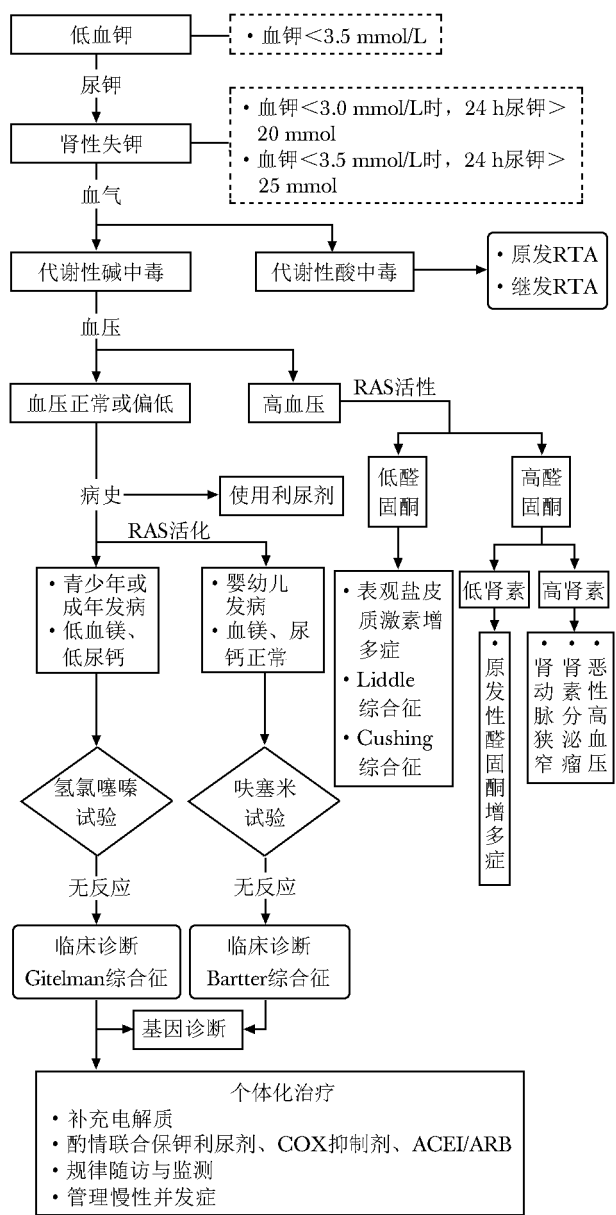 低血钾
• 血钾＜3.5 mmol/L
尿钾
肾性失钾
• 血钾＜3.0 mmol/L时，24 h尿钾＞
20 mmol
• 血钾＜3.5 mmol/L时，24 h尿钾＞
25 mmol
血气
代谢性碱中毒
代谢性酸中毒
• 原发RTA
• 继发RTA
血压
血压正常或偏低
高血压
RAS活性
低醛
固酮
高醛
固酮
病史
使用利尿剂
RAS活化
• 青少年或
成年发病
• 低血镁、
低尿钙
• 婴幼儿
发病
• 血镁、尿
钙正常
• 表观盐皮
质激素增
多症
• Liddle
综合征
• Cushing
综合征
低肾素
高肾素
• 原发性醛固酮增多症
• 肾动脉狭窄
• 肾素分泌瘤
• 恶性高血压
氢氯噻嗪
试验
呋塞米
试验
无反应
无反应
临床诊断
Gitelman综合征
临床诊断
Bartter综合征
基因诊断
个体化治疗
• 补充电解质
• 酌情联合保钾利尿剂、COX抑制剂、ACEI/ARB
• 规律随访与监测
• 管理慢性并发症